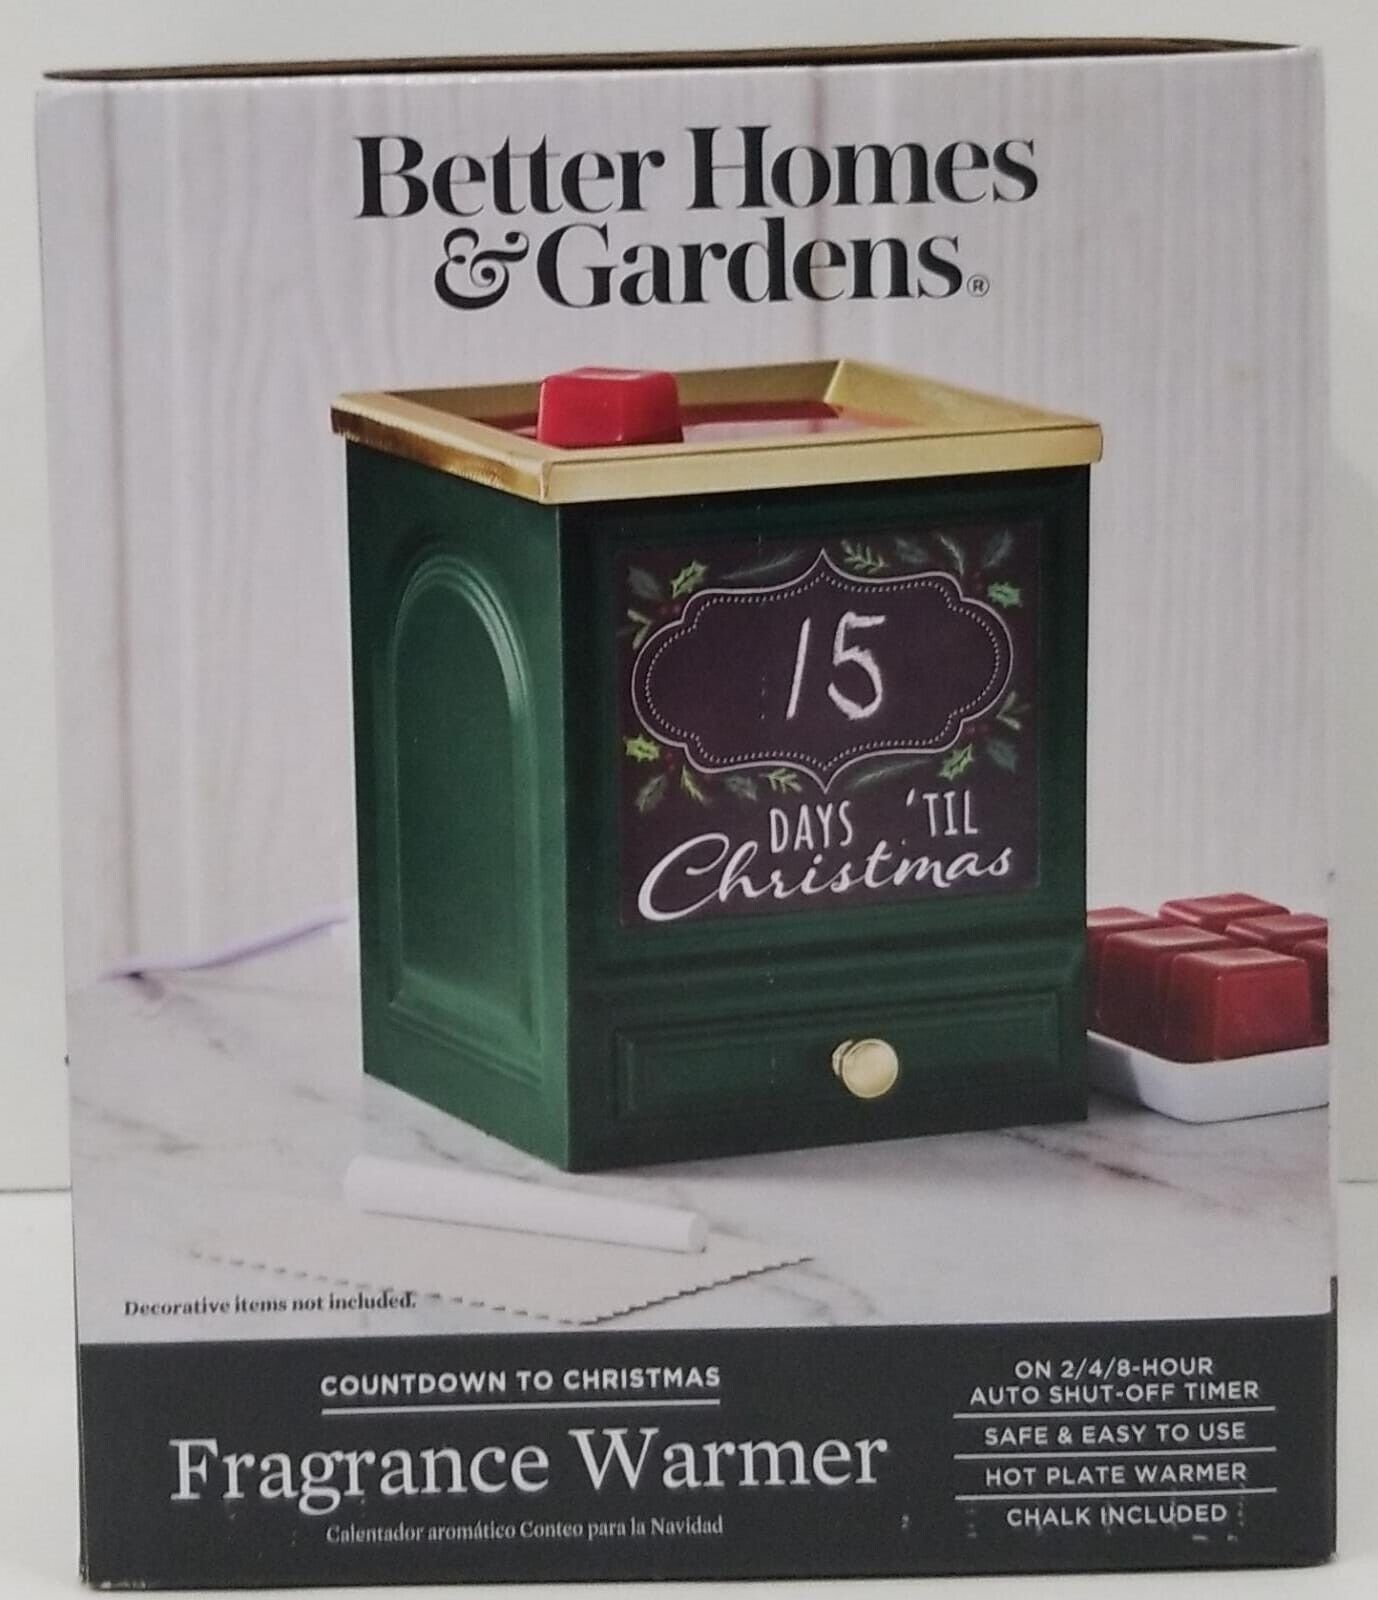 Better Homes
& Gardens®
15
DAYS 'TIL
Christmas
Decorative items not included.
COUNTDOWN TO CHRISTMAS
Fragrance Warmer
Calentador aromático Conteo para la Navidad
ON 2/4/8-HOUR
AUTO SHUT-OFF TIMER
SAFE & EASY TO USE
HOT PLATE WARMER
CHALK INCLUDED